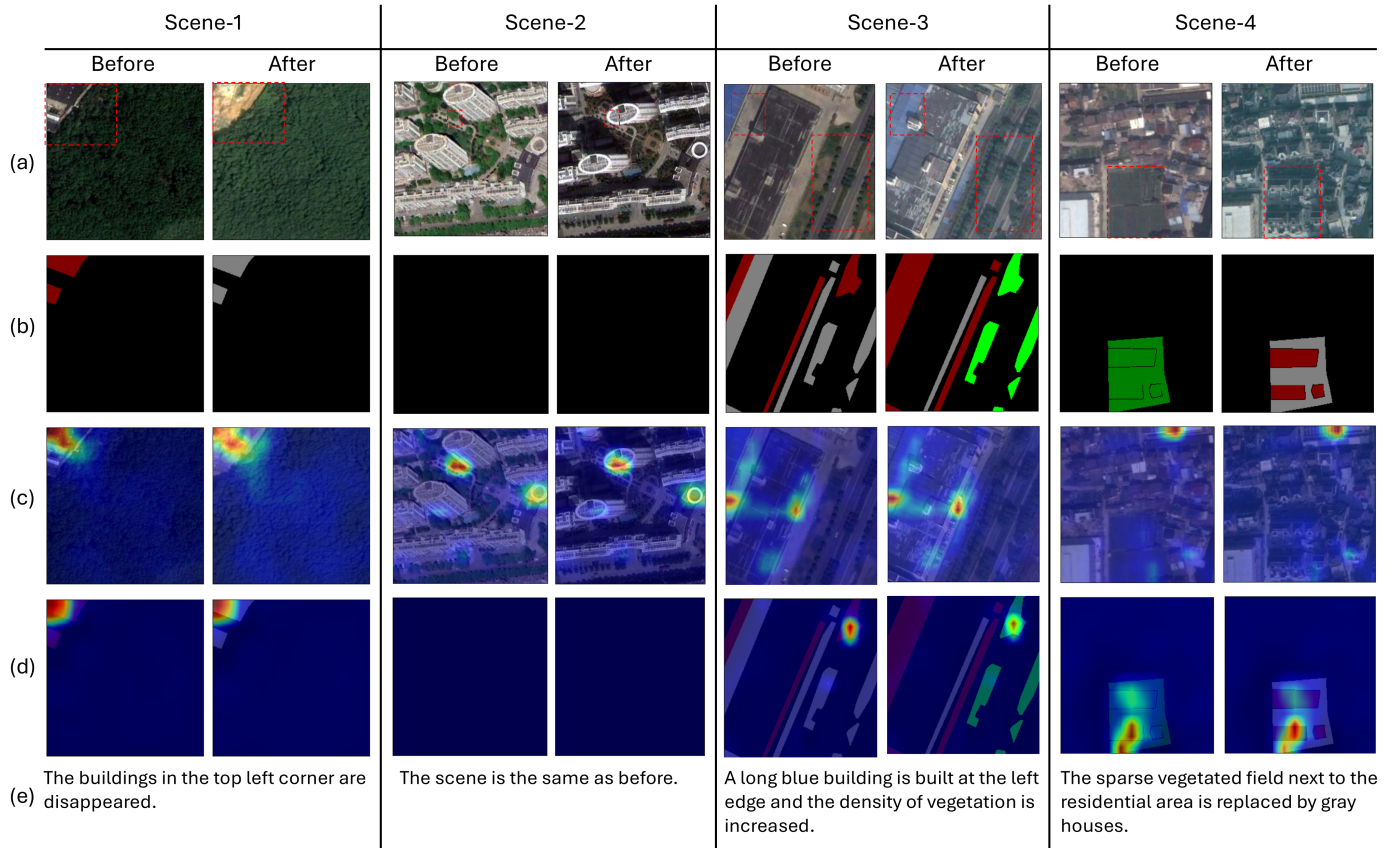 Scene-1 Scene-2 Scene-3 Scene-4
Before After Before After Before After Before After
(a)
(b)
(c)
(d)
(e)
The buildings in the top left corner are
disappeared.
The scene is the same as before.
A long blue building is built at the left
edge and the density of vegetation is
increased.
The sparse vegetated field next to the
residential area is replaced by gray
houses.